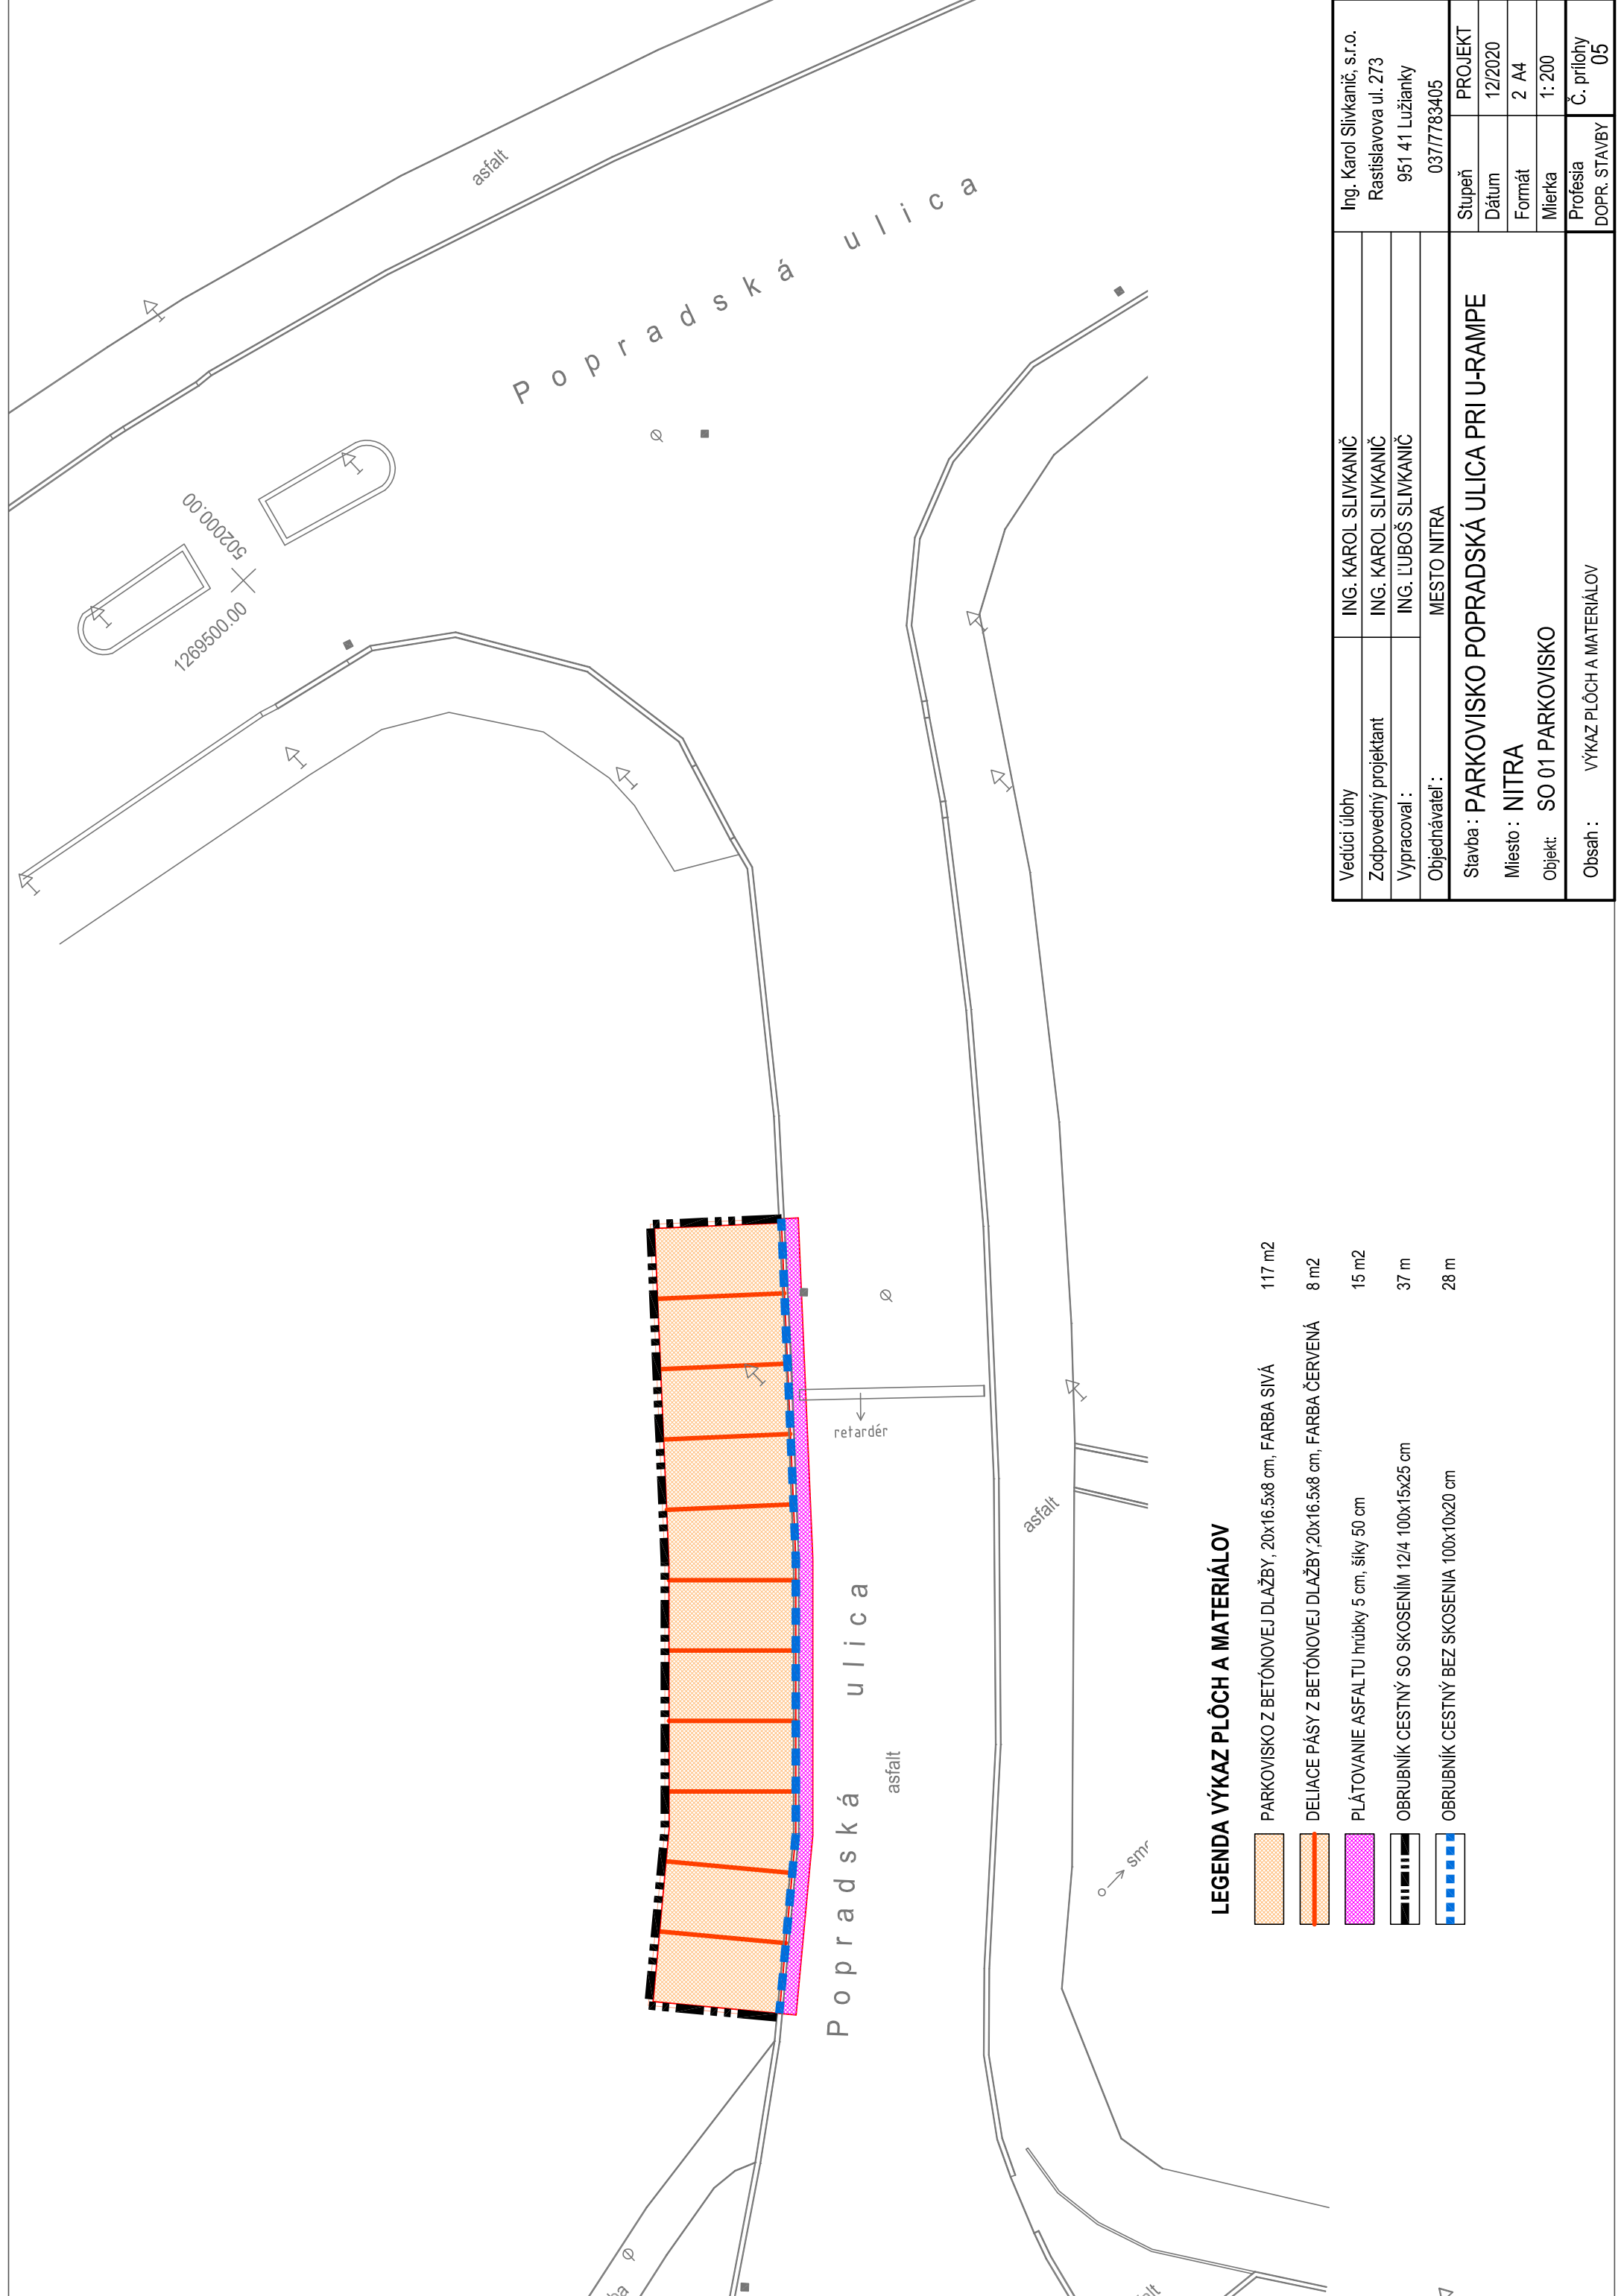 asfalt
Popradská ulica
502000.00
1269500.00
retardér
asfalt
Popradská ulica
asfalt
LEGENDA VÝKAZ PLÔCH A MATERIÁLOV
PARKOVISKO Z BETÓNOVEJ DLAŽBY, 20x16.5x8 cm, FARBA SIVÁ 117 m2
DELIACE PÁSY Z BETÓNOVEJ DLAŽBY,20x16.5x8 cm, FARBA ČERVENÁ 8 m2
PLÁTOVANIE ASFALTU hrúbky 5 cm, šíky 50 cm 15 m2
OBRUBNÍK CESTNÝ SO SKOSENÍM 12/4 100x15x25 cm 37 m
OBRUBNÍK CESTNÝ BEZ SKOSENIA 100x10x20 cm 28 m
Vedúci úlohy ING. KAROL SLIVKANIČ Ing. Karol Slivkanič, s.r.o.
Zodpovedný projektant ING. KAROL SLIVKANIČ Rastislavova ul. 273
Vypracoval : ING. ĽUBOŠ SLIVKANIČ 951 41 Lužianky
Objednávateľ : MESTO NITRA 037/7783405
Stavba : PARKOVISKO POPRADSKÁ ULICA PRI U-RAMPE
Miesto : NITRA
Objekt: SO 01 PARKOVISKO
Stupeň PROJEKT
Dátum 12/2020
Formát 2 A4
Mierka 1: 200
Obsah : VÝKAZ PLÔCH A MATERIÁLOV
Profesia
DOPR. STAVBY
Č. prílohy
05